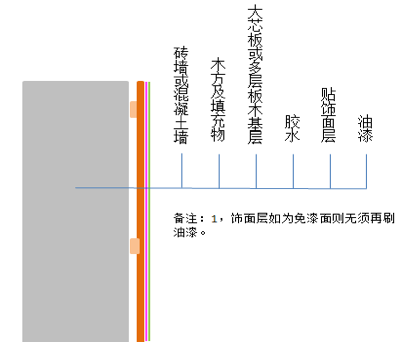 砖墙或混凝土墙
木方及填充物
大芯板或多层板木基层
胶水
贴饰面层
油漆
备注：1，饰面层如为免漆面则无须再刷
油漆。